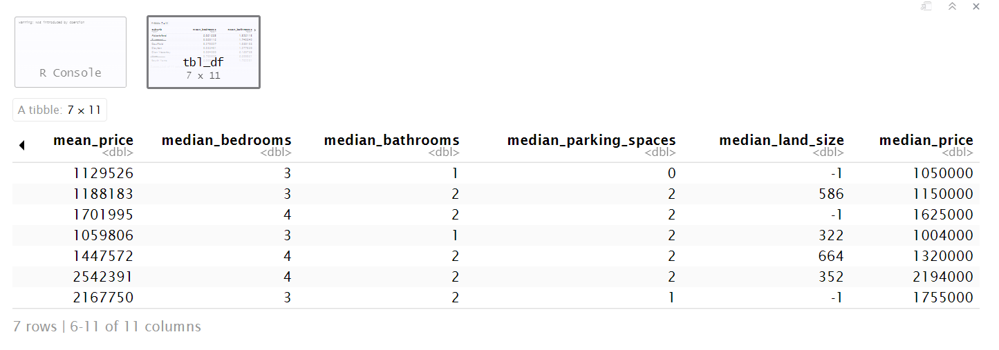 R Console
tbl_df
7 x 11
A tibble: 7 × 11
mean_price median_bedrooms median_bathrooms median_parking_spaces median_land_size median_price
<dbl> <dbl> <dbl> <dbl> <dbl> <dbl>
1129526 3 1 0 -1 1050000
1188183 3 2 2 586 1150000
1701995 4 2 2 -1 1625000
1059806 3 1 2 322 1004000
1447572 4 2 2 664 1320000
2542391 4 2 2 352 2194000
2167750 3 2 1 -1 1755000
7 rows | 6-11 of 11 columns